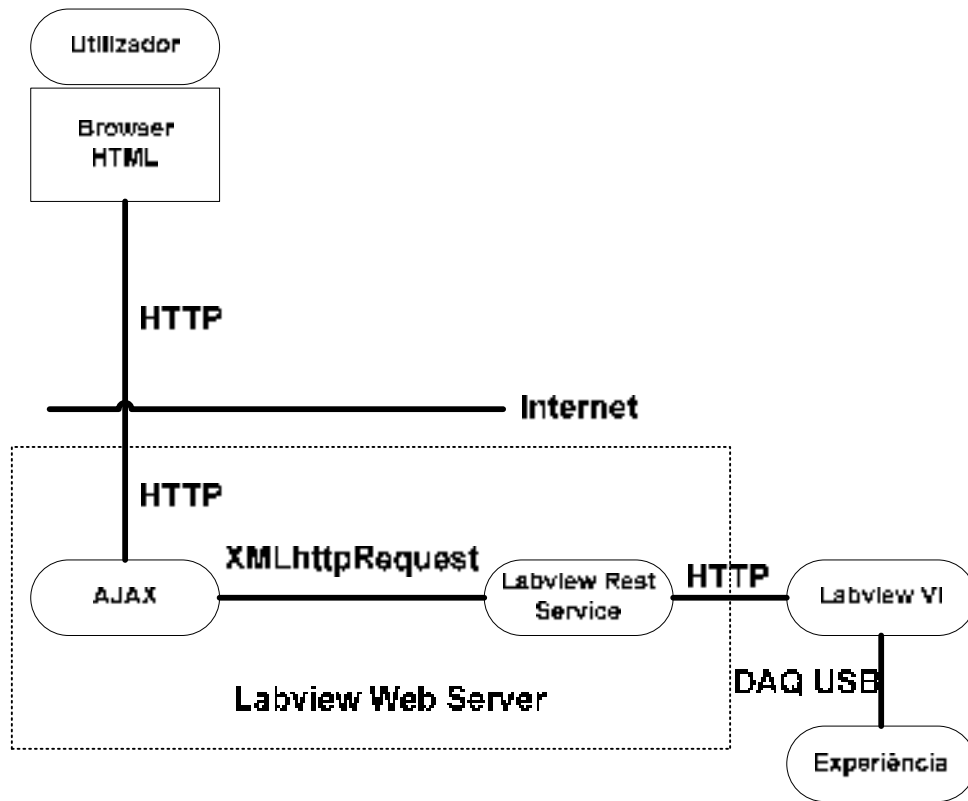 Utilizador
Browser
HTML
HTTP
Internet
HTTP
XMLhttpRequest
AJAX
Labview Rest
Service
HTTP
Labview VI
DAQ USB
Labview Web Server
Experiência